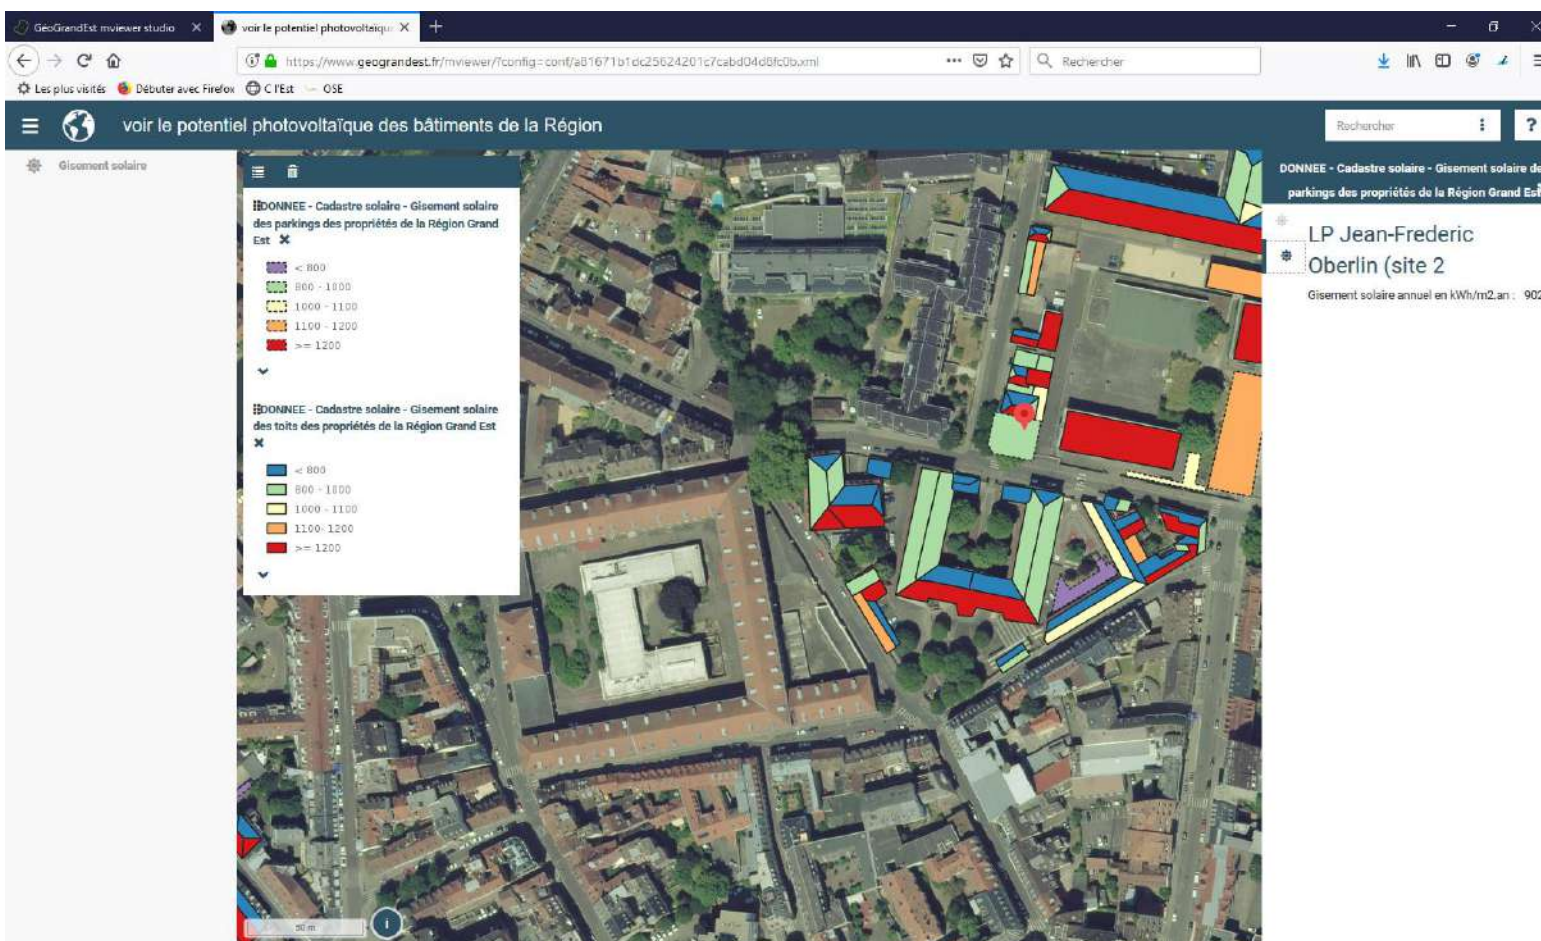 GéoGrandEst mviewer studio
voir le potentiel photovoltaïqu
https://www.geograndest.fr/mviewer/?config=conf/a81671b1dc25624201c7cabd04d8fc0b.xml
Rechercher
Les plus visités
Débuter avec Firefox
OSE
voir le potentiel photovoltaïque des bâtiments de la Région
Rechercher
?
Gisement solaire
DONNEE - Cadastre solaire - Gisement solaire
des parkings des propriétés de la Région Grand
Est
< 800
800 - 1000
1000 - 1100
1100 - 1200
>= 1200
DONNEE - Cadastre solaire - Gisement solaire
des toits des propriétés de la Région Grand Est
< 800
800 - 1000
1000 - 1100
1100- 1200
>= 1200
50 m
i
DONNEE - Cadastre solaire - Gisement solaire de
parkings des propriétés de la Région Grand Est
LP Jean-Frederic
Oberlin (site 2
Gisement solaire annuel en kWh/m2.an : 902